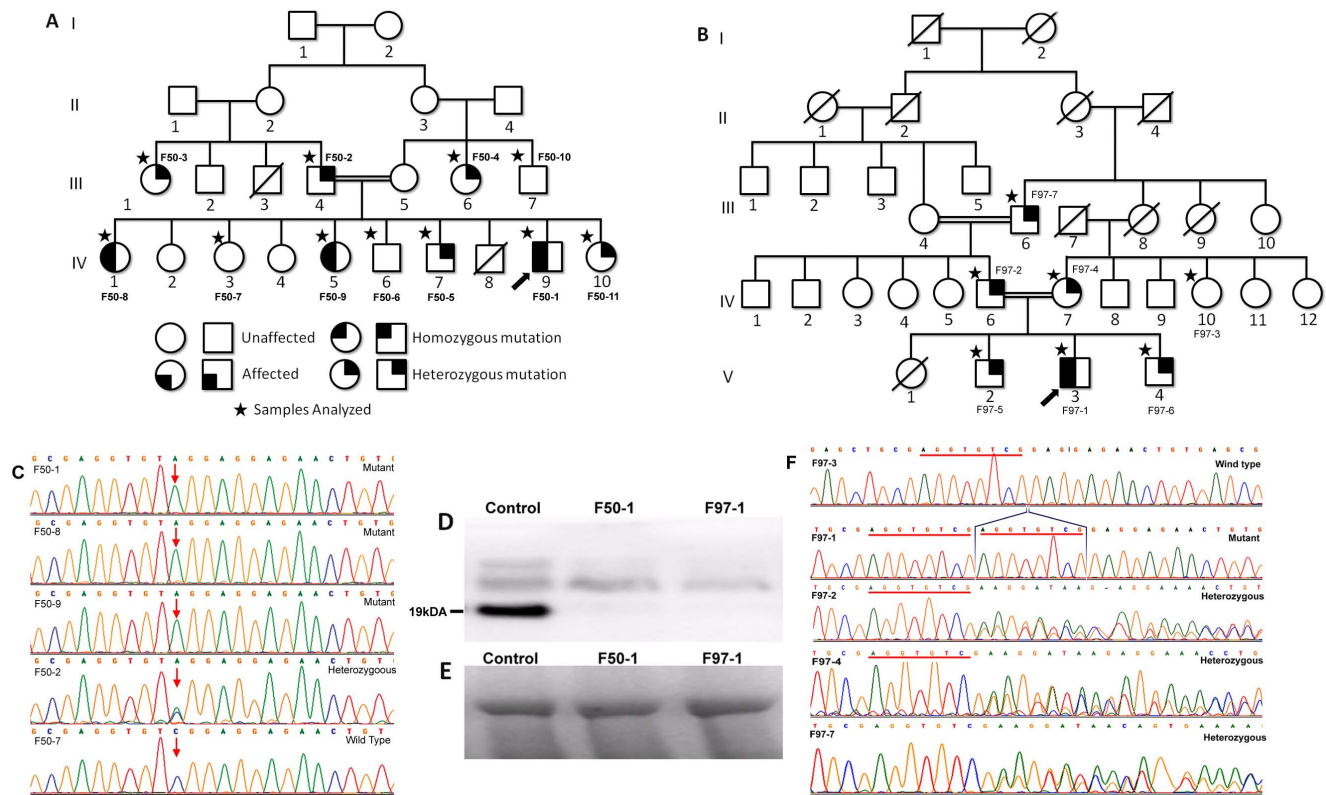 A
I
1 2
II
1 2 3 4
F50-3 F50-2 F50-4 F50-10
III
1 2 3 4 5 6 7
IV
1 2 3 4 5 6 7 8 9 10
F50-8 F50-7 F50-9 F50-6 F50-5 F50-1 F50-11
Unaffected Homozygous mutation
Affected Heterozygous mutation
★ Samples Analyzed
B
I
1 2
II
1 2 3 4
F97-7
III
1 2 3 5
4 6 7 8 9 10
F97-2 F97-4
IV
1 2 3 4 5 6 7 8 9 10 11 12
F97-3
V
1 2 3 4
F97-5 F97-1 F97-6
C
G C G A G G T G T A G G A G G A G A A C T G T G
F50-1 Mutant
G C G A G G T G T A G G A G G A G A A C T G T G
F50-8 Mutant
G C G A G G T G T A G G A G G A G A A C T G T G
F50-9 Mutant
G C G A G G T G T A G G A G G A G A A C T G T G
F50-2 Heterozygoous
G C G A G G T G T C G G A G G A G A A C T G T
F50-7 Wild Type
D
Control F50-1 F97-1
19kDA
E
Control F50-1 F97-1
F
G A G C T G C G A G G T G T C G G A G G A G A A C T G T G A G C G
F97-3 Wind type
T G C G A G G T G T C G A G G T G T C G G A G G A G A A C T G T G
F97-1 Mutant
T G C G A G G T G T C G A A G G A T A A G - A G G A A A C T G T
F97-2 Heterozygous
T G C G A G G T G T C G A A G G A T A A G A G G A A A C C T G
F97-4 Heterozygous
T G C G A G G T G T C G A A G G A T A A C A G T G A A A A
F97-7 Heterozygous